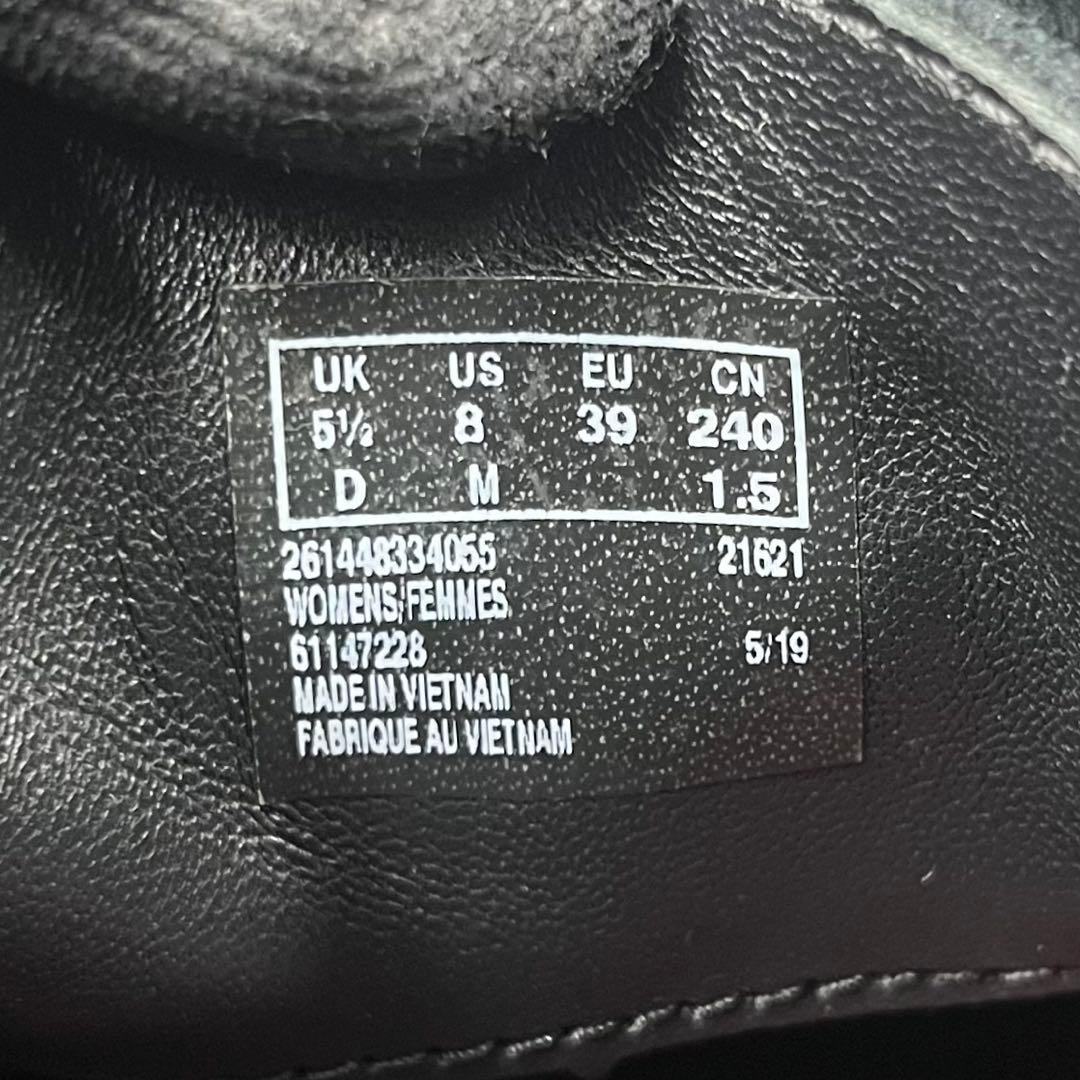 UK US EU CN
5½ 8 39 240
D M 1.5
261448334055 21621
WOMENS/FEMMES
61147228 5/19
MADE IN VIETNAM
FABRIQUE AU VIETNAM